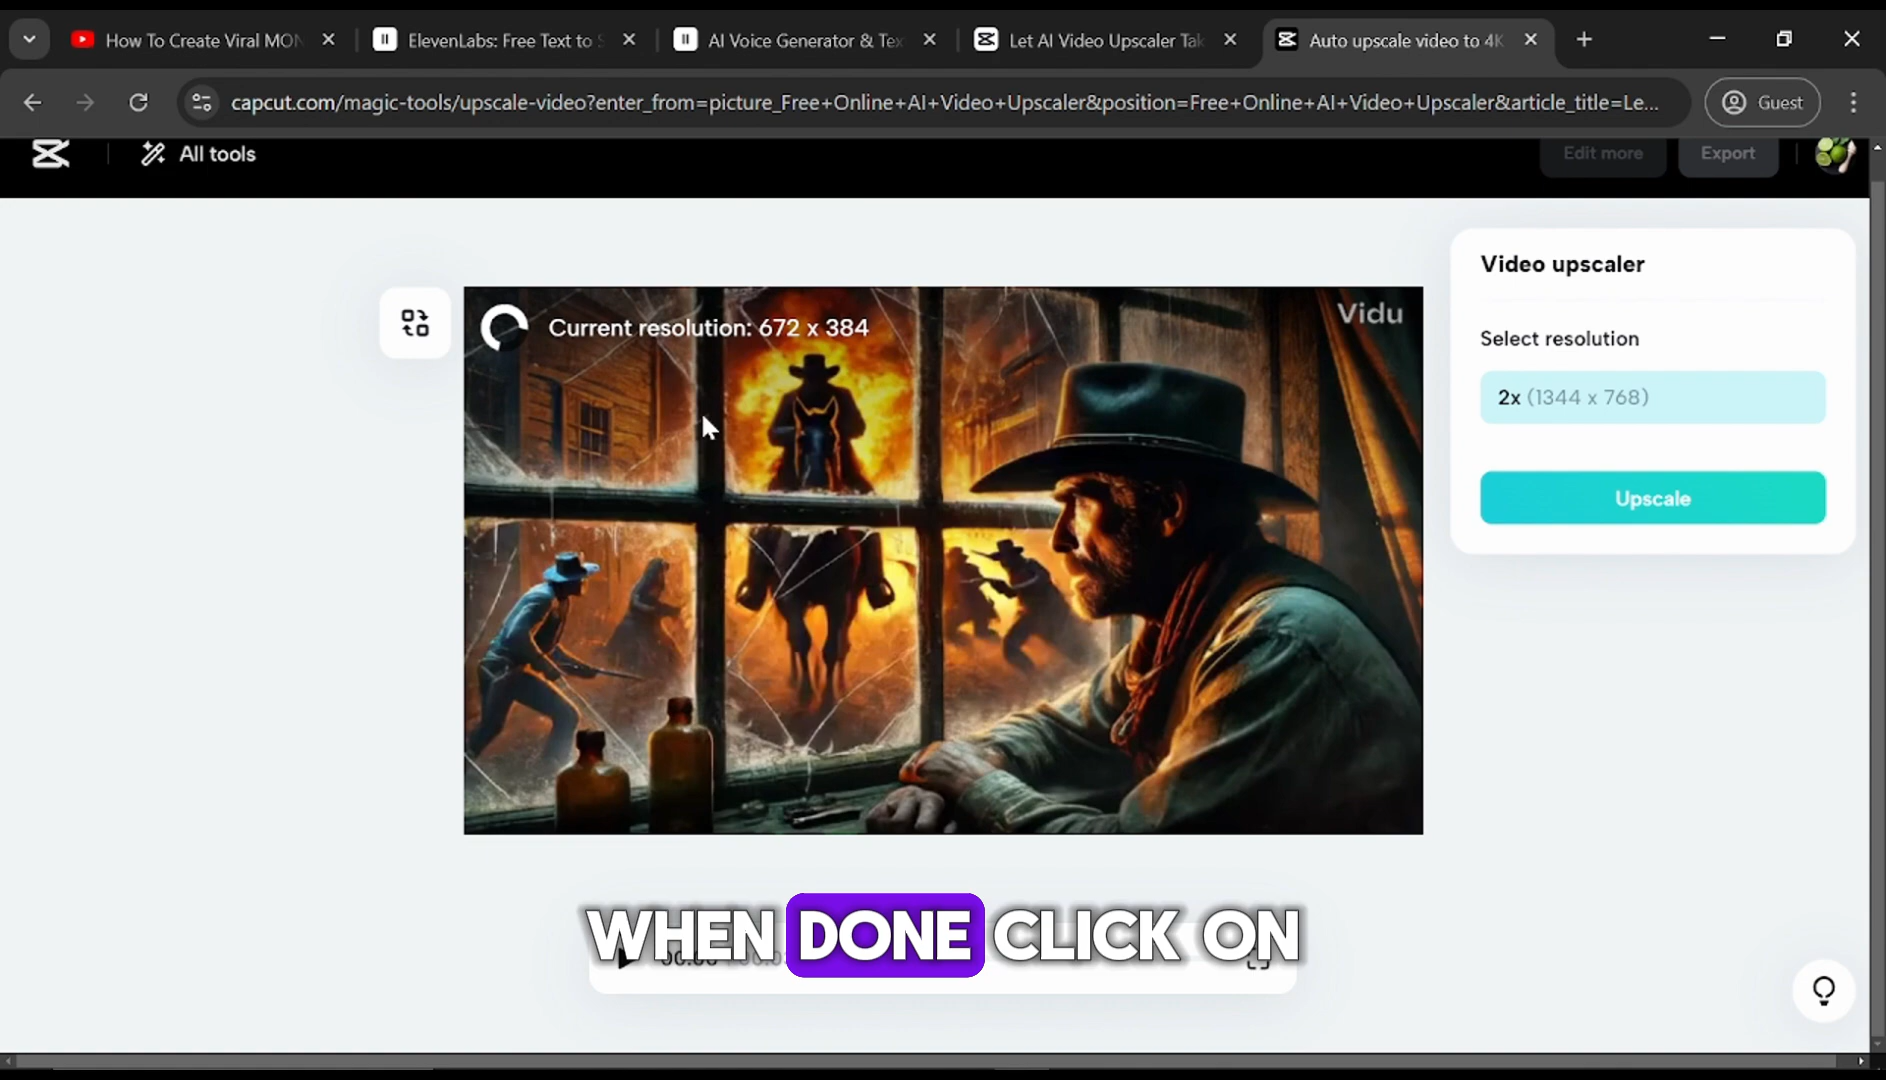 How To Create Viral MON
ElevenLabs: Free Text to S
AI Voice Generator & Tex
Let AI Video Upscaler Tak
Auto upscale video to 4K
capcut.com/magic-tools/upscale-video?enter_from=picture_Free+Online+AI+Video+Upscaler&position=Free+Online+AI+Video+Upscaler&article_title=Le...
Guest
All tools
Edit more
Export
Video upscaler
Current resolution: 672 x 384
Vidu
Select resolution
2x (1344 x 768)
Upscale
WHEN DONE CLICK ON